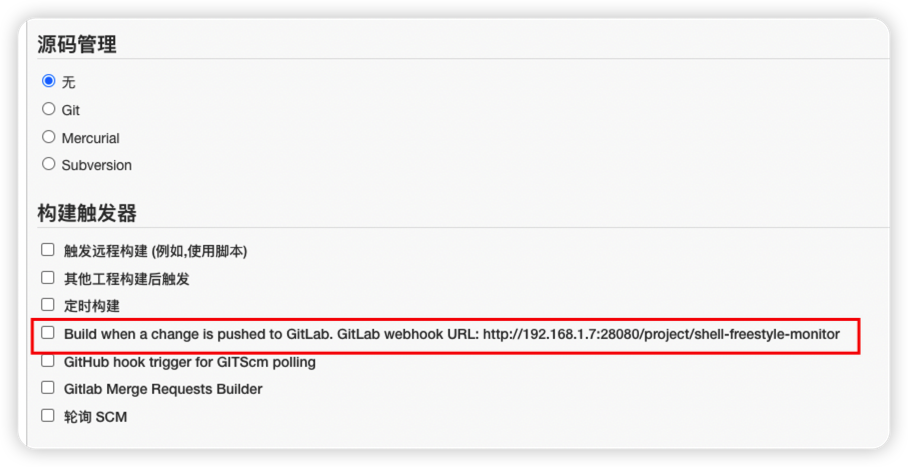 源码管理
无
Git
Mercurial
Subversion
构建触发器
触发远程构建 (例如,使用脚本)
其他工程构建后触发
定时构建
Build when a change is pushed to GitLab. GitLab webhook URL: http://192.168.1.7:28080/project/shell-freestyle-monitor
GitHub hook trigger for GITScm polling
Gitlab Merge Requests Builder
轮询 SCM